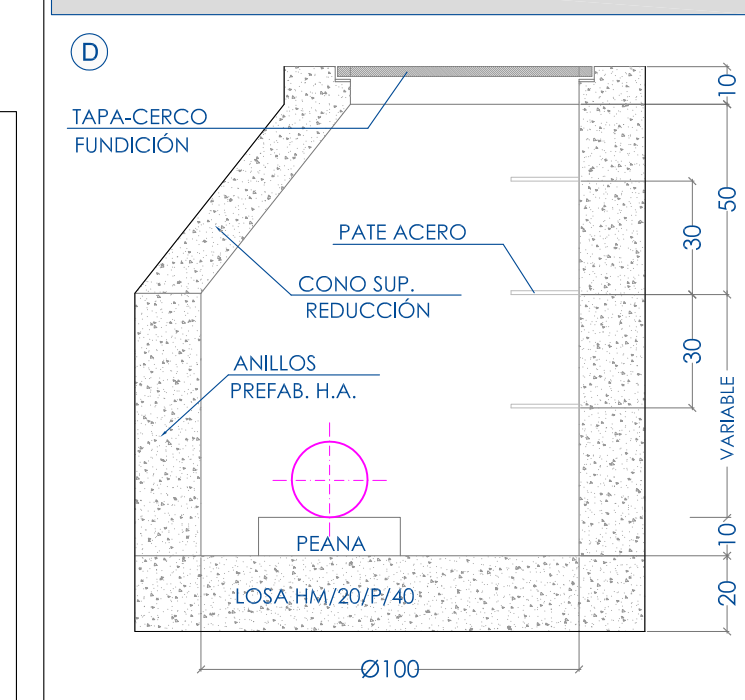 D
TAPA-CERCO
FUNDICIÓN
10
50
PATE ACERO
30
CONO SUP.
REDUCCIÓN
30
ANILLOS
PREFAB. H.A.
VARIABLE
PEANA
10
LOSA HM/20/P/40
20
Ø100